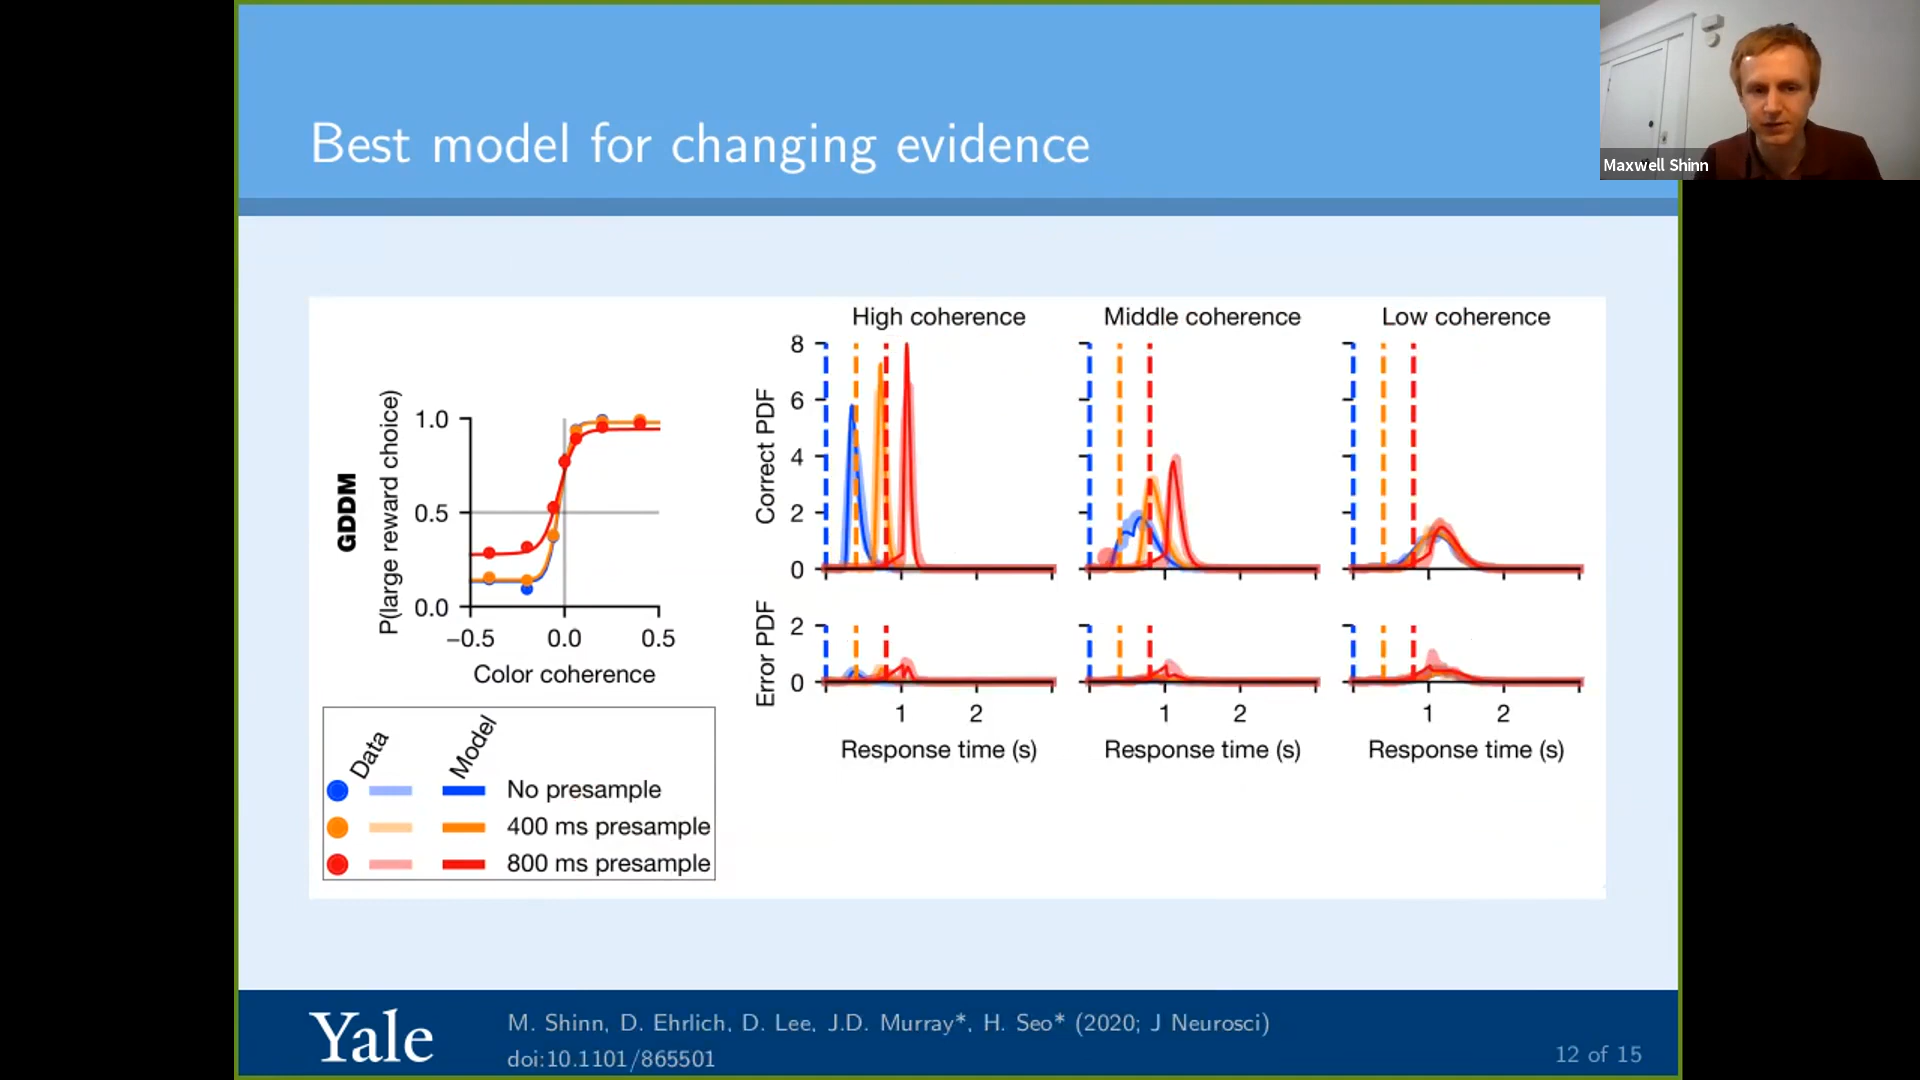 Best model for changing evidence
Maxwell Shinn
GDDM
P(large reward choice)
1.0
0.5
0.0
−0.5 0.0 0.5
Color coherence
Data Model
No presample
400 ms presample
800 ms presample
High coherence Middle coherence Low coherence
Correct PDF
8
6
4
2
0
Error PDF
2
0
1 2 1 2 1 2
Response time (s) Response time (s) Response time (s)
Yale
M. Shinn, D. Ehrlich, D. Lee, J.D. Murray*, H. Seo* (2020; J Neurosci)
doi:10.1101/865501
12 of 15